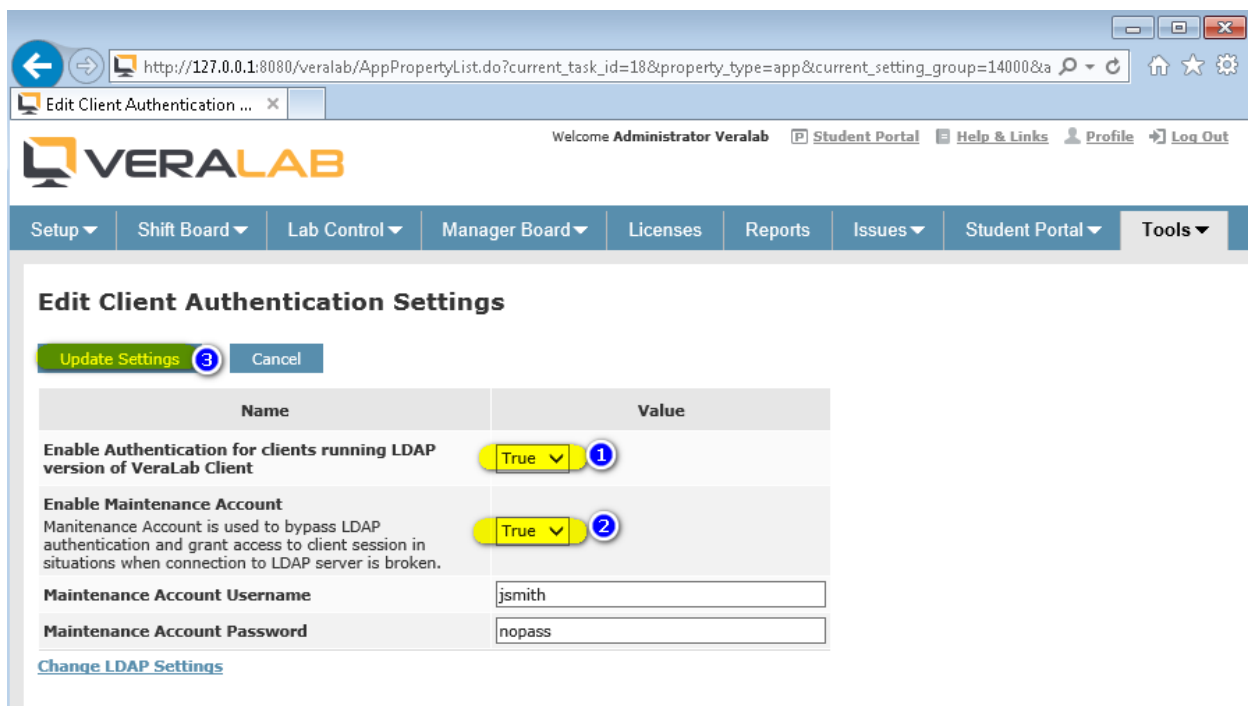 http://127.0.0.1:8080/veralab/AppPropertyList.do?current_task_id=18&property_type=app&current_setting_group=14000&a
Edit Client Authentication ...
Welcome Administrator Veralab Student Portal Help & Links Profile Log Out
VERALAB
Setup Shift Board Lab Control Manager Board Licenses Reports Issues Student Portal Tools
Edit Client Authentication Settings
Update Settings 3 Cancel
Name Value
Enable Authentication for clients running LDAP
version of VeraLab Client
True 1
Enable Maintenance Account
Manitenance Account is used to bypass LDAP
authentication and grant access to client session in
situations when connection to LDAP server is broken.
True 2
Maintenance Account Username jsmith
Maintenance Account Password nopass
Change LDAP Settings